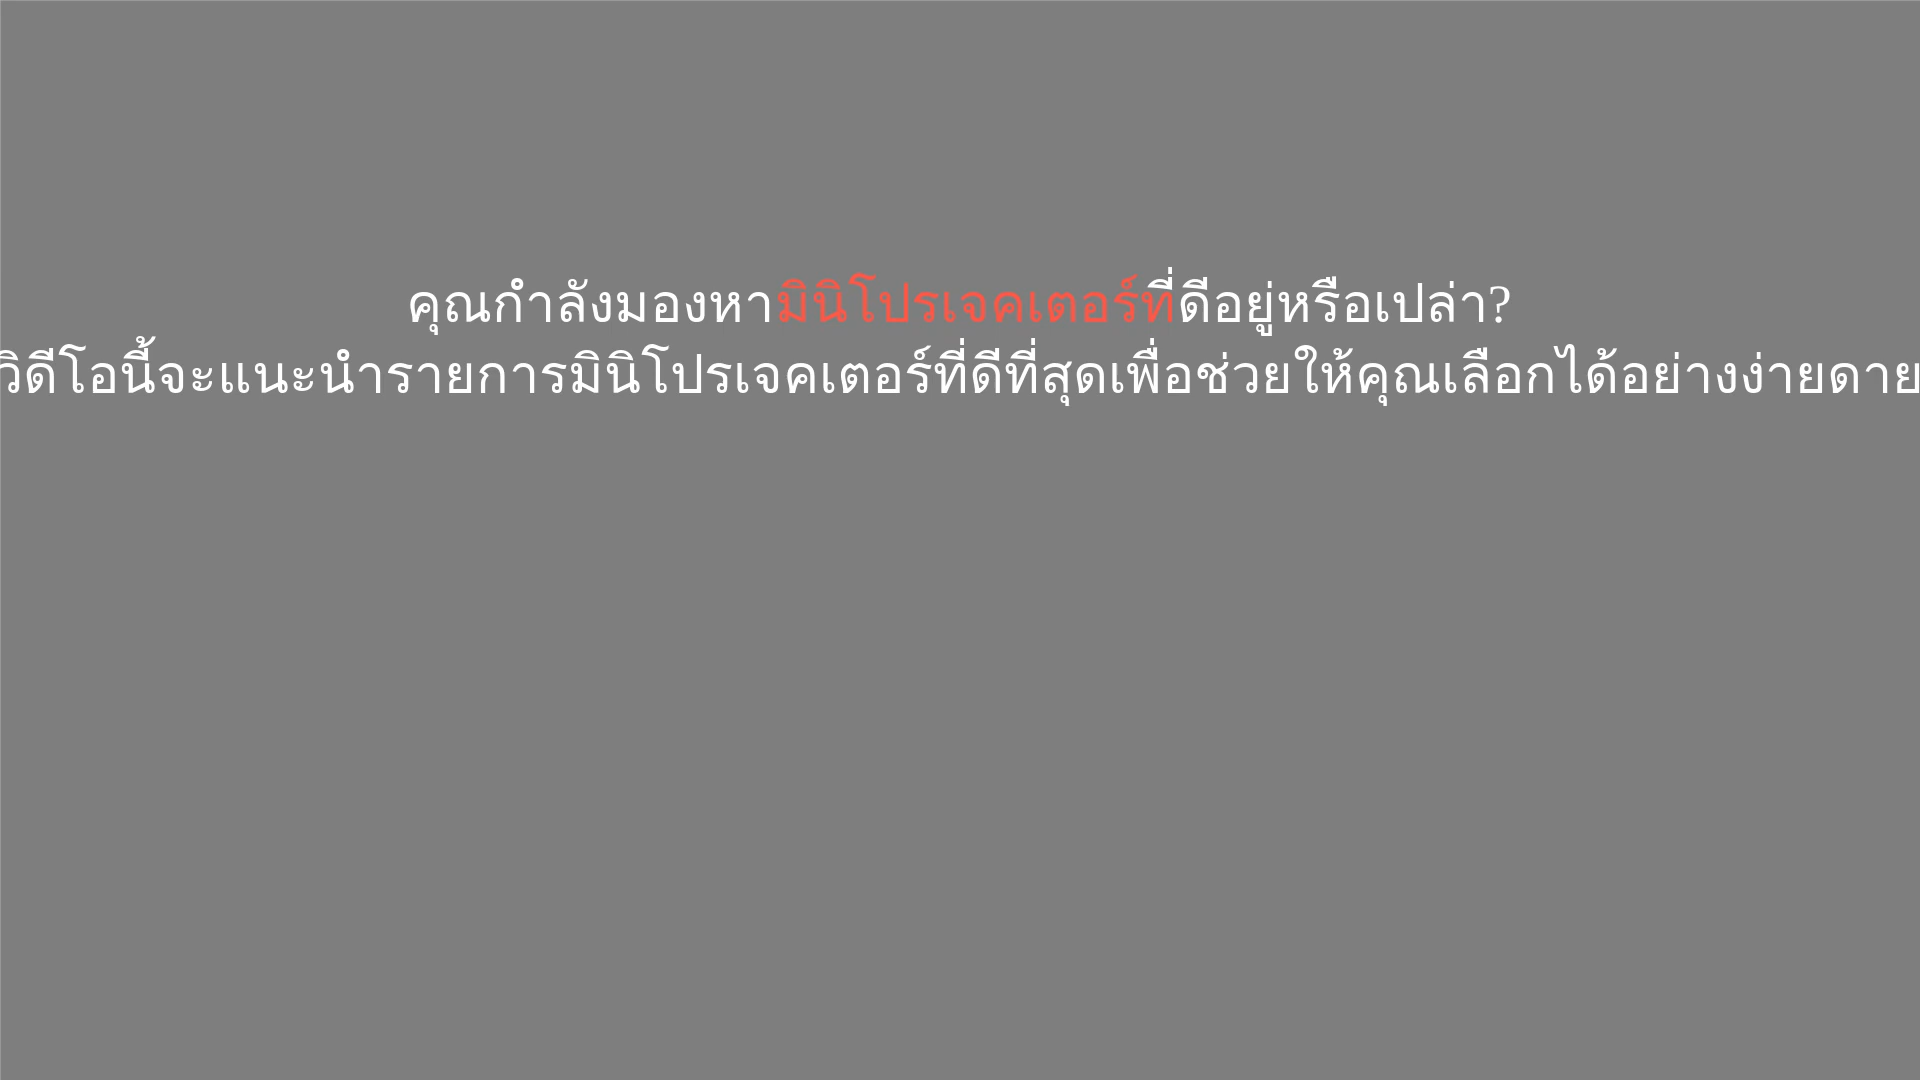 คุณกำลังมองหามินิโปรเจคเตอร์ที่ดีอยู่หรือเปล่า?
วิดีโอนี้จะแนะนำรายการมินิโปรเจคเตอร์ที่ดีที่สุดเพื่อช่วยให้คุณเลือกได้อย่างง่ายดาย